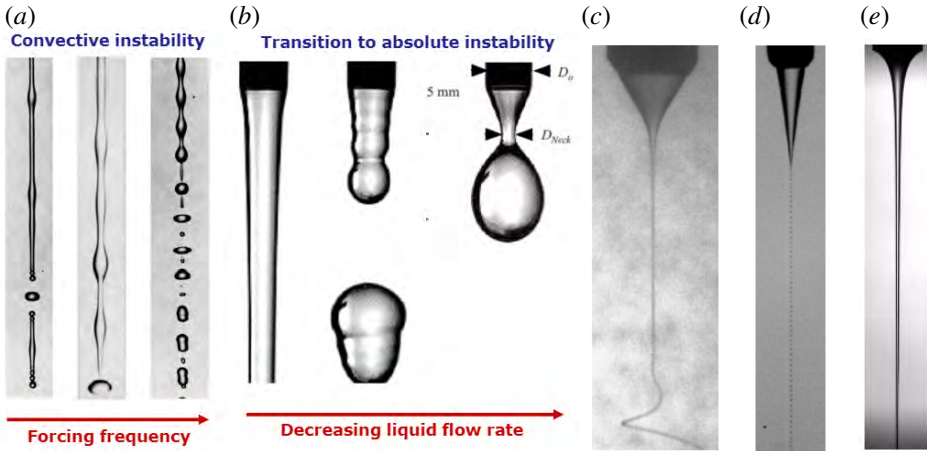 (a)
(b)
(c)
(d)
(e)
Convective instability
Transition to absolute instability
5 mm
D_o
D_Neck
Forcing frequency
Decreasing liquid flow rate